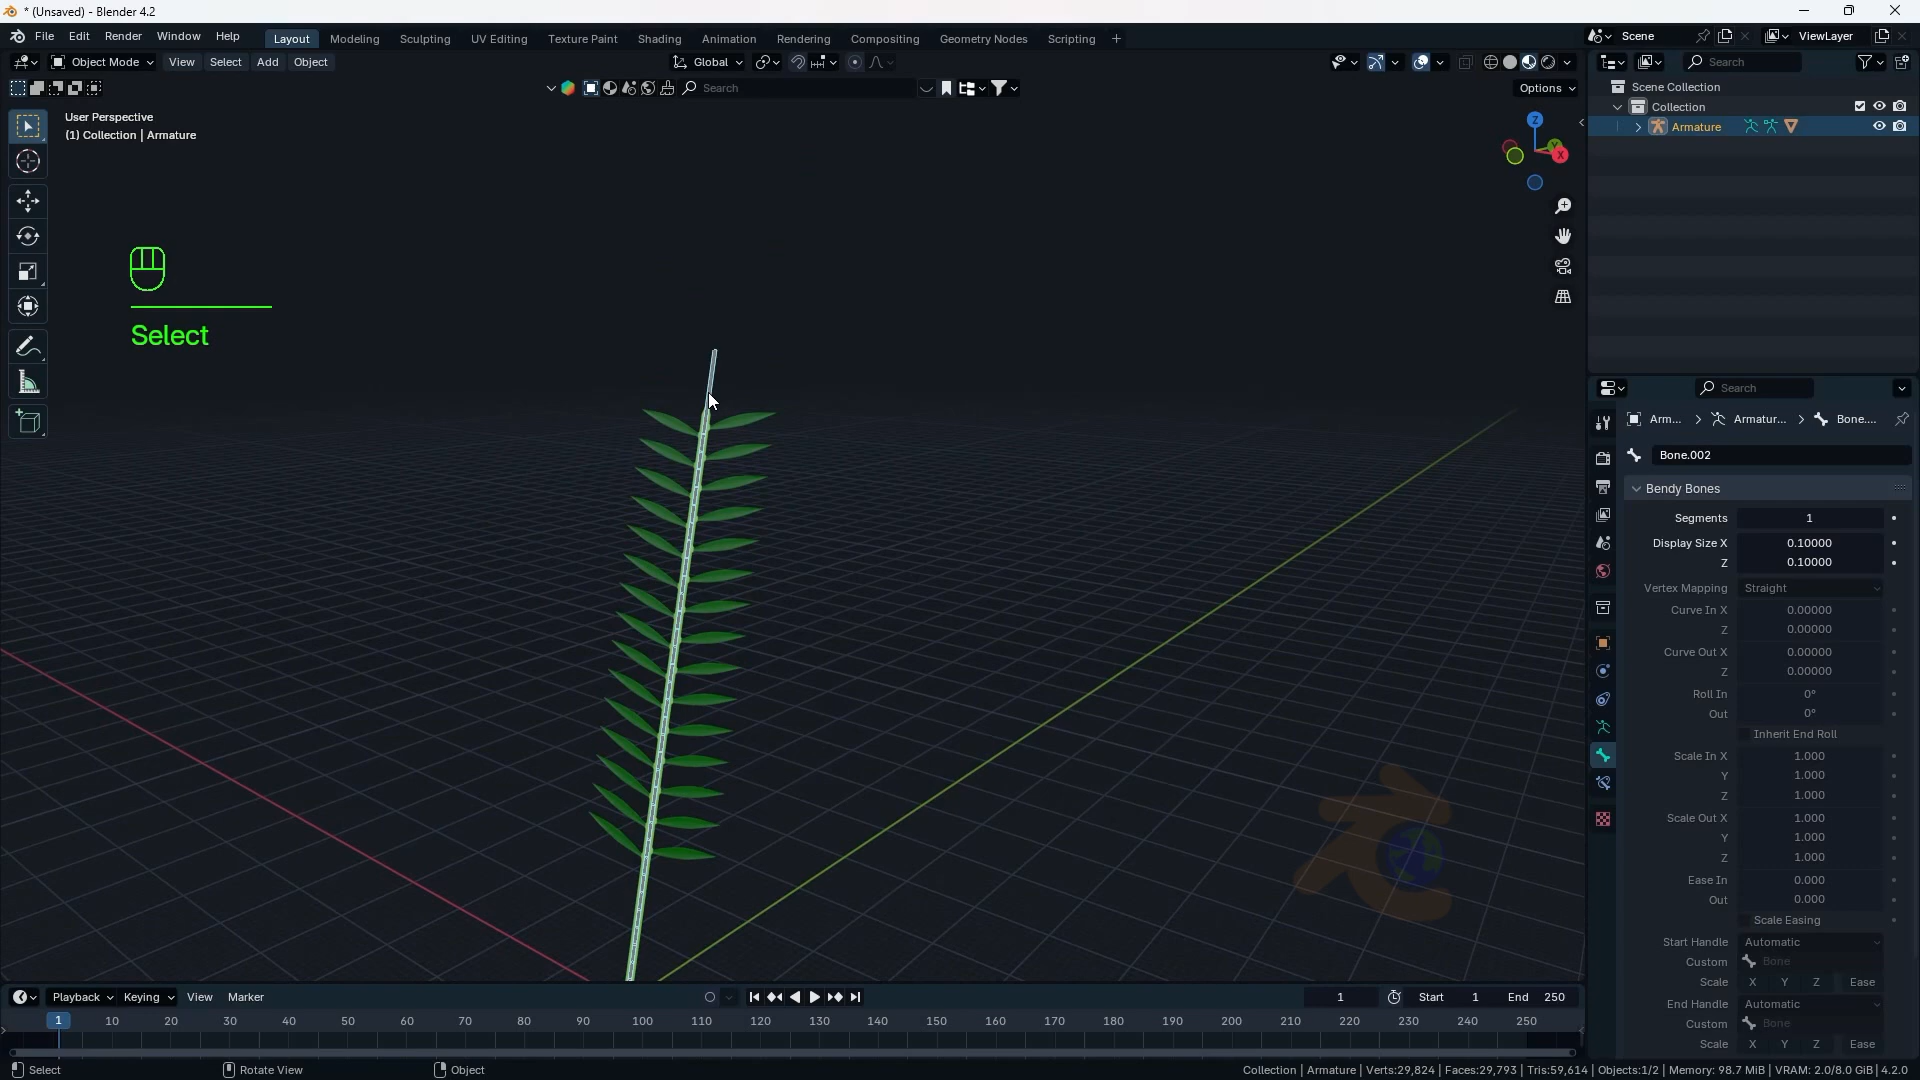 * (Unsaved) - Blender 4.2
File Edit Render Window Help Layout Modeling Sculpting UV Editing Texture Paint Shading Animation Rendering Compositing Geometry Nodes Scripting + Scene ViewLayer
Object Mode View Select Add Object Global Search
Search Options
User Perspective
(1) Collection | Armature
Z
Y
X
Select
Scene Collection
Collection
Armature
Search
Arm... > Armatur... > Bone....
Bone.002
Bendy Bones
Segments 1
Display Size X 0.10000
Z 0.10000
Vertex Mapping Straight
Curve In X 0.00000
Z 0.00000
Curve Out X 0.00000
Z 0.00000
Roll In 0°
Out 0°
Inherit End Roll
Scale In X 1.000
Y 1.000
Z 1.000
Scale Out X 1.000
Y 1.000
Z 1.000
Ease In 0.000
Out 0.000
Scale Easing
Start Handle Automatic
Custom Bone
Scale X Y Z Ease
End Handle Automatic
Custom Bone
Scale X Y Z Ease
Playback Keying View Marker 1 Start 1 End 250
1 10 20 30 40 50 60 70 80 90 100 110 120 130 140 150 160 170 180 190 200 210 220 230 240 250
Select Rotate View Object Collection | Armature | Verts:29,824 | Faces:29,793 | Tris:59,614 | Objects:1/2 | Memory: 98.7 MiB | VRAM: 2.0/8.0 GiB | 4.2.0